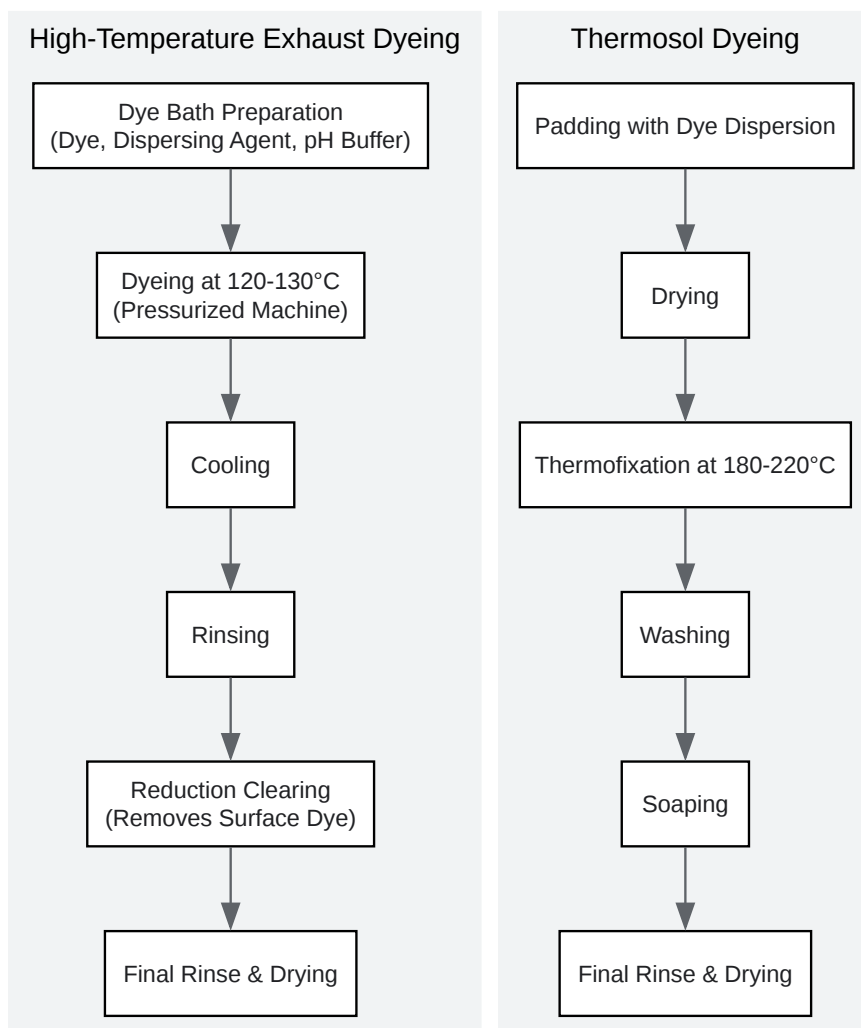 High-Temperature Exhaust Dyeing
Dye Bath Preparation
(Dye, Dispersing Agent, pH Buffer)
Dyeing at 120-130°C
(Pressurized Machine)
Cooling
Rinsing
Reduction Clearing
(Removes Surface Dye)
Final Rinse & Drying
Thermosol Dyeing
Padding with Dye Dispersion
Drying
Thermofixation at 180-220°C
Washing
Soaping
Final Rinse & Drying